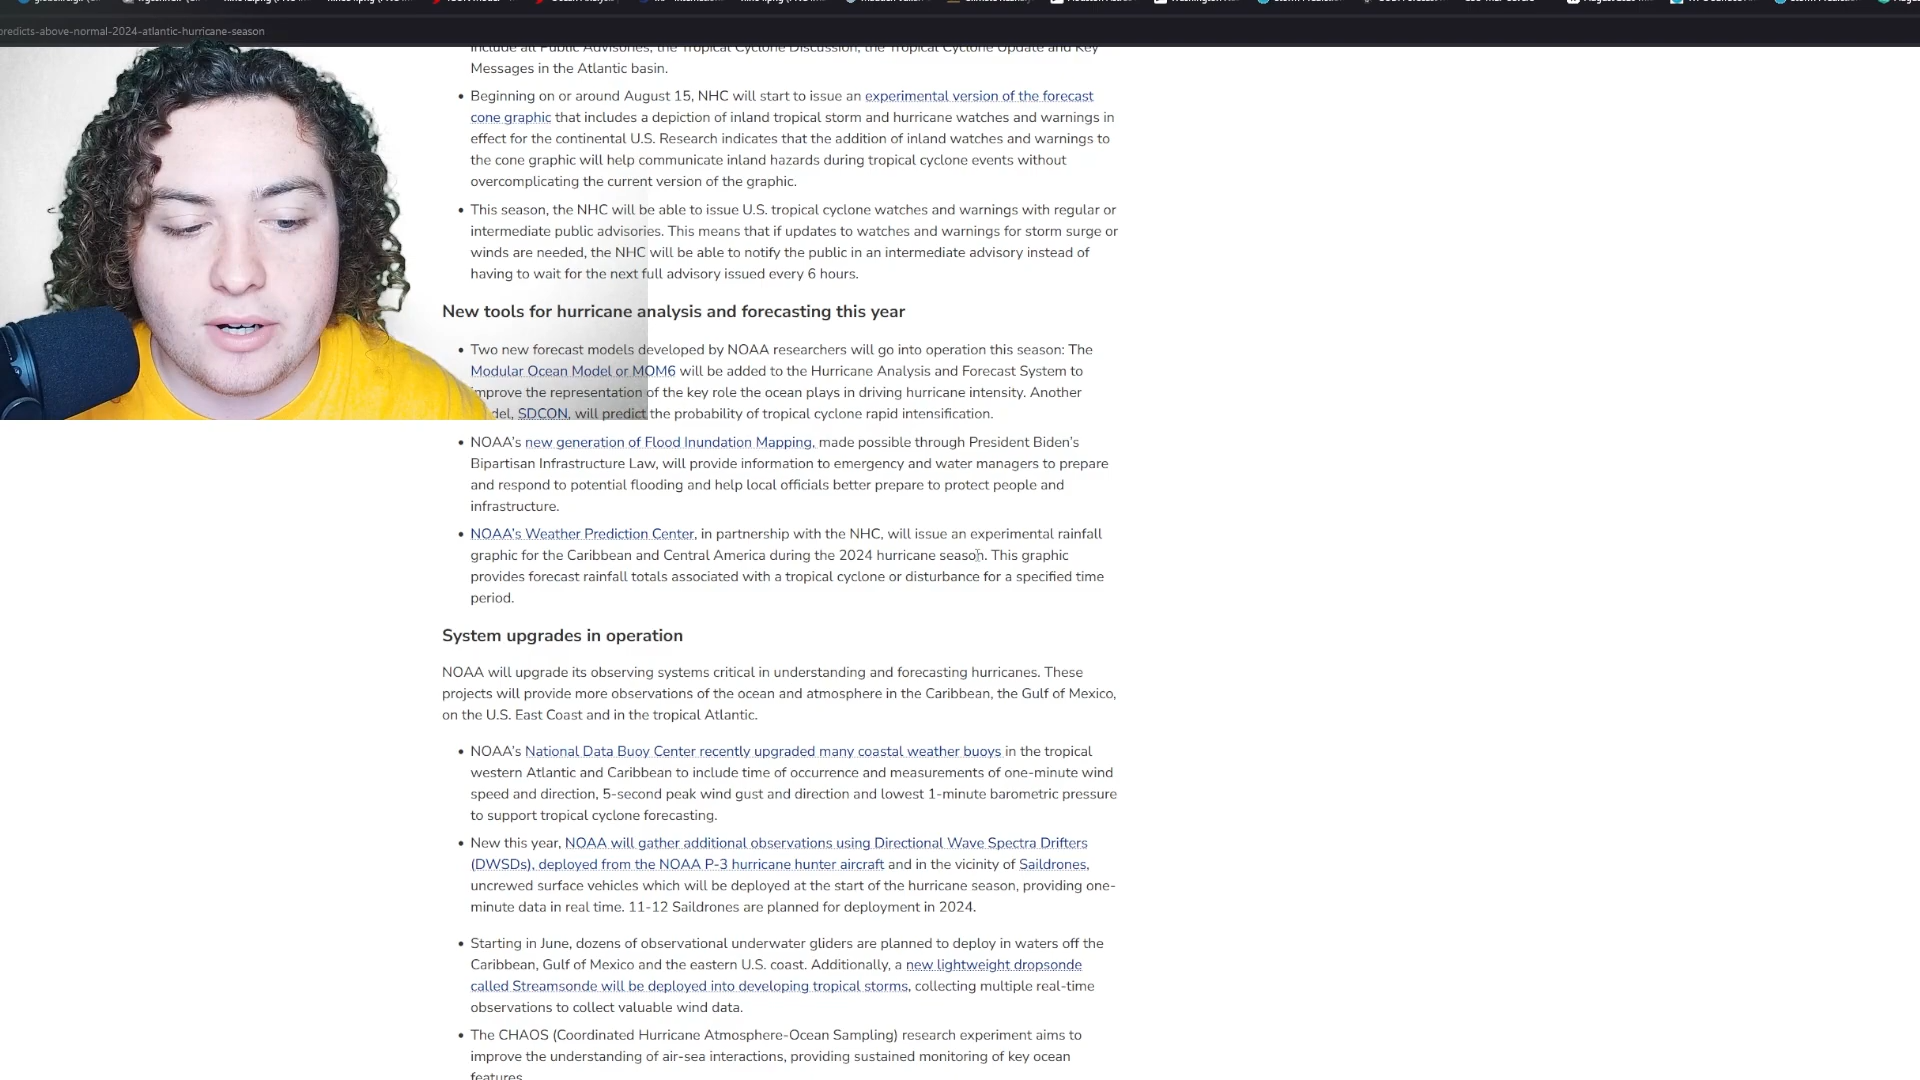 predicts-above-normal-2024-atlantic-hurricane-season
include all Public Advisories, the Tropical Cyclone Discussion, the Tropical Cyclone Update and Key
Messages in the Atlantic basin.
• Beginning on or around August 15, NHC will start to issue an experimental version of the forecast
cone graphic that includes a depiction of inland tropical storm and hurricane watches and warnings in
effect for the continental U.S. Research indicates that the addition of inland watches and warnings to
the cone graphic will help communicate inland hazards during tropical cyclone events without
overcomplicating the current version of the graphic.
• This season, the NHC will be able to issue U.S. tropical cyclone watches and warnings with regular or
intermediate public advisories. This means that if updates to watches and warnings for storm surge or
winds are needed, the NHC will be able to notify the public in an intermediate advisory instead of
having to wait for the next full advisory issued every 6 hours.
New tools for hurricane analysis and forecasting this year
• Two new forecast models developed by NOAA researchers will go into operation this season: The
Modular Ocean Model or MOM6 will be added to the Hurricane Analysis and Forecast System to
improve the representation of the key role the ocean plays in driving hurricane intensity. Another
del, SDCON, will predict the probability of tropical cyclone rapid intensification.
• NOAA's new generation of Flood Inundation Mapping, made possible through President Biden's
Bipartisan Infrastructure Law, will provide information to emergency and water managers to prepare
and respond to potential flooding and help local officials better prepare to protect people and
infrastructure.
• NOAA's Weather Prediction Center, in partnership with the NHC, will issue an experimental rainfall
graphic for the Caribbean and Central America during the 2024 hurricane season. This graphic
provides forecast rainfall totals associated with a tropical cyclone or disturbance for a specified time
period.
System upgrades in operation
NOAA will upgrade its observing systems critical in understanding and forecasting hurricanes. These
projects will provide more observations of the ocean and atmosphere in the Caribbean, the Gulf of Mexico,
on the U.S. East Coast and in the tropical Atlantic.
• NOAA's National Data Buoy Center recently upgraded many coastal weather buoys in the tropical
western Atlantic and Caribbean to include time of occurrence and measurements of one-minute wind
speed and direction, 5-second peak wind gust and direction and lowest 1-minute barometric pressure
to support tropical cyclone forecasting.
• New this year, NOAA will gather additional observations using Directional Wave Spectra Drifters
(DWSDs), deployed from the NOAA P-3 hurricane hunter aircraft and in the vicinity of Saildrones,
uncrewed surface vehicles which will be deployed at the start of the hurricane season, providing one-
minute data in real time. 11-12 Saildrones are planned for deployment in 2024.
• Starting in June, dozens of observational underwater gliders are planned to deploy in waters off the
Caribbean, Gulf of Mexico and the eastern U.S. coast. Additionally, a new lightweight dropsonde
called Streamsonde will be deployed into developing tropical storms, collecting multiple real-time
observations to collect valuable wind data.
• The CHAOS (Coordinated Hurricane Atmosphere-Ocean Sampling) research experiment aims to
improve the understanding of air-sea interactions, providing sustained monitoring of key ocean
features.